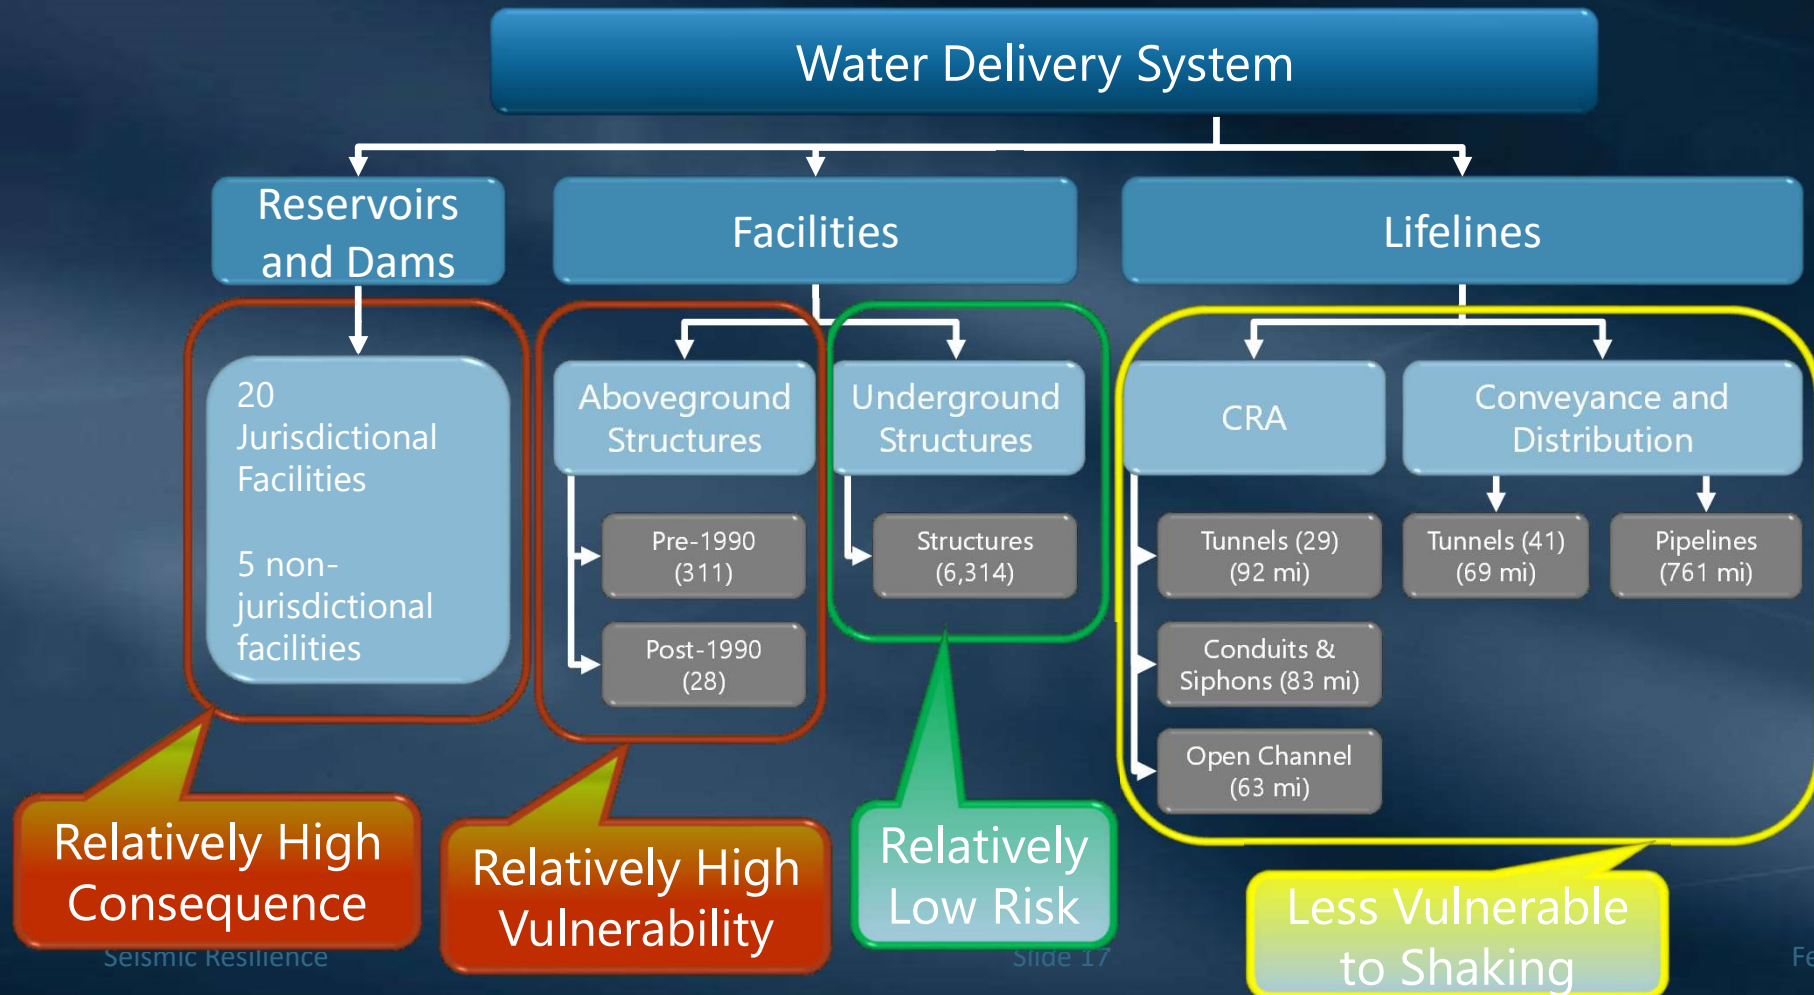 Water Delivery System
Reservoirs
and Dams
Facilities
Lifelines
20
Jurisdictional
Facilities
5 non-
jurisdictional
facilities
Aboveground
Structures
Underground
Structures
CRA
Conveyance and
Distribution
Pre-1990
(311)
Post-1990
(28)
Structures
(6,314)
Tunnels (29)
(92 mi)
Conduits &
Siphons (83 mi)
Open Channel
(63 mi)
Tunnels (41)
(69 mi)
Pipelines
(761 mi)
Relatively High
Consequence
Relatively High
Vulnerability
Relatively
Low Risk
Less Vulnerable
to Shaking
Seismic Resilience
Slide 17
Fe